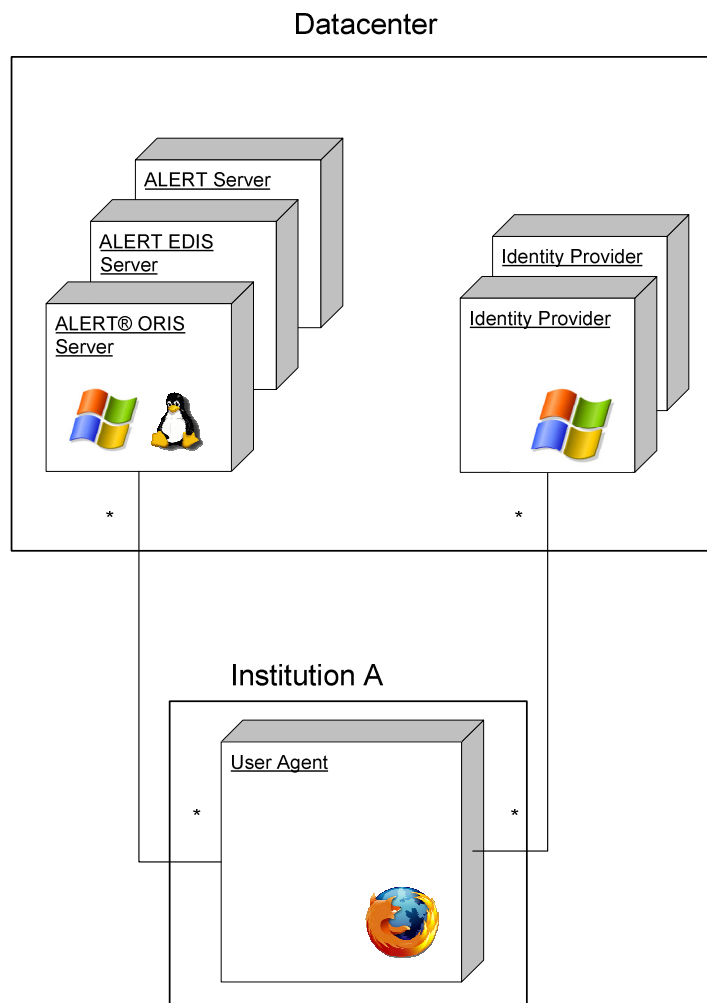 Datacenter
ALERT Server
ALERT EDIS
Server
ALERT® ORIS
Server
Identity Provider
Identity Provider
*
*
Institution A
User Agent
*
*